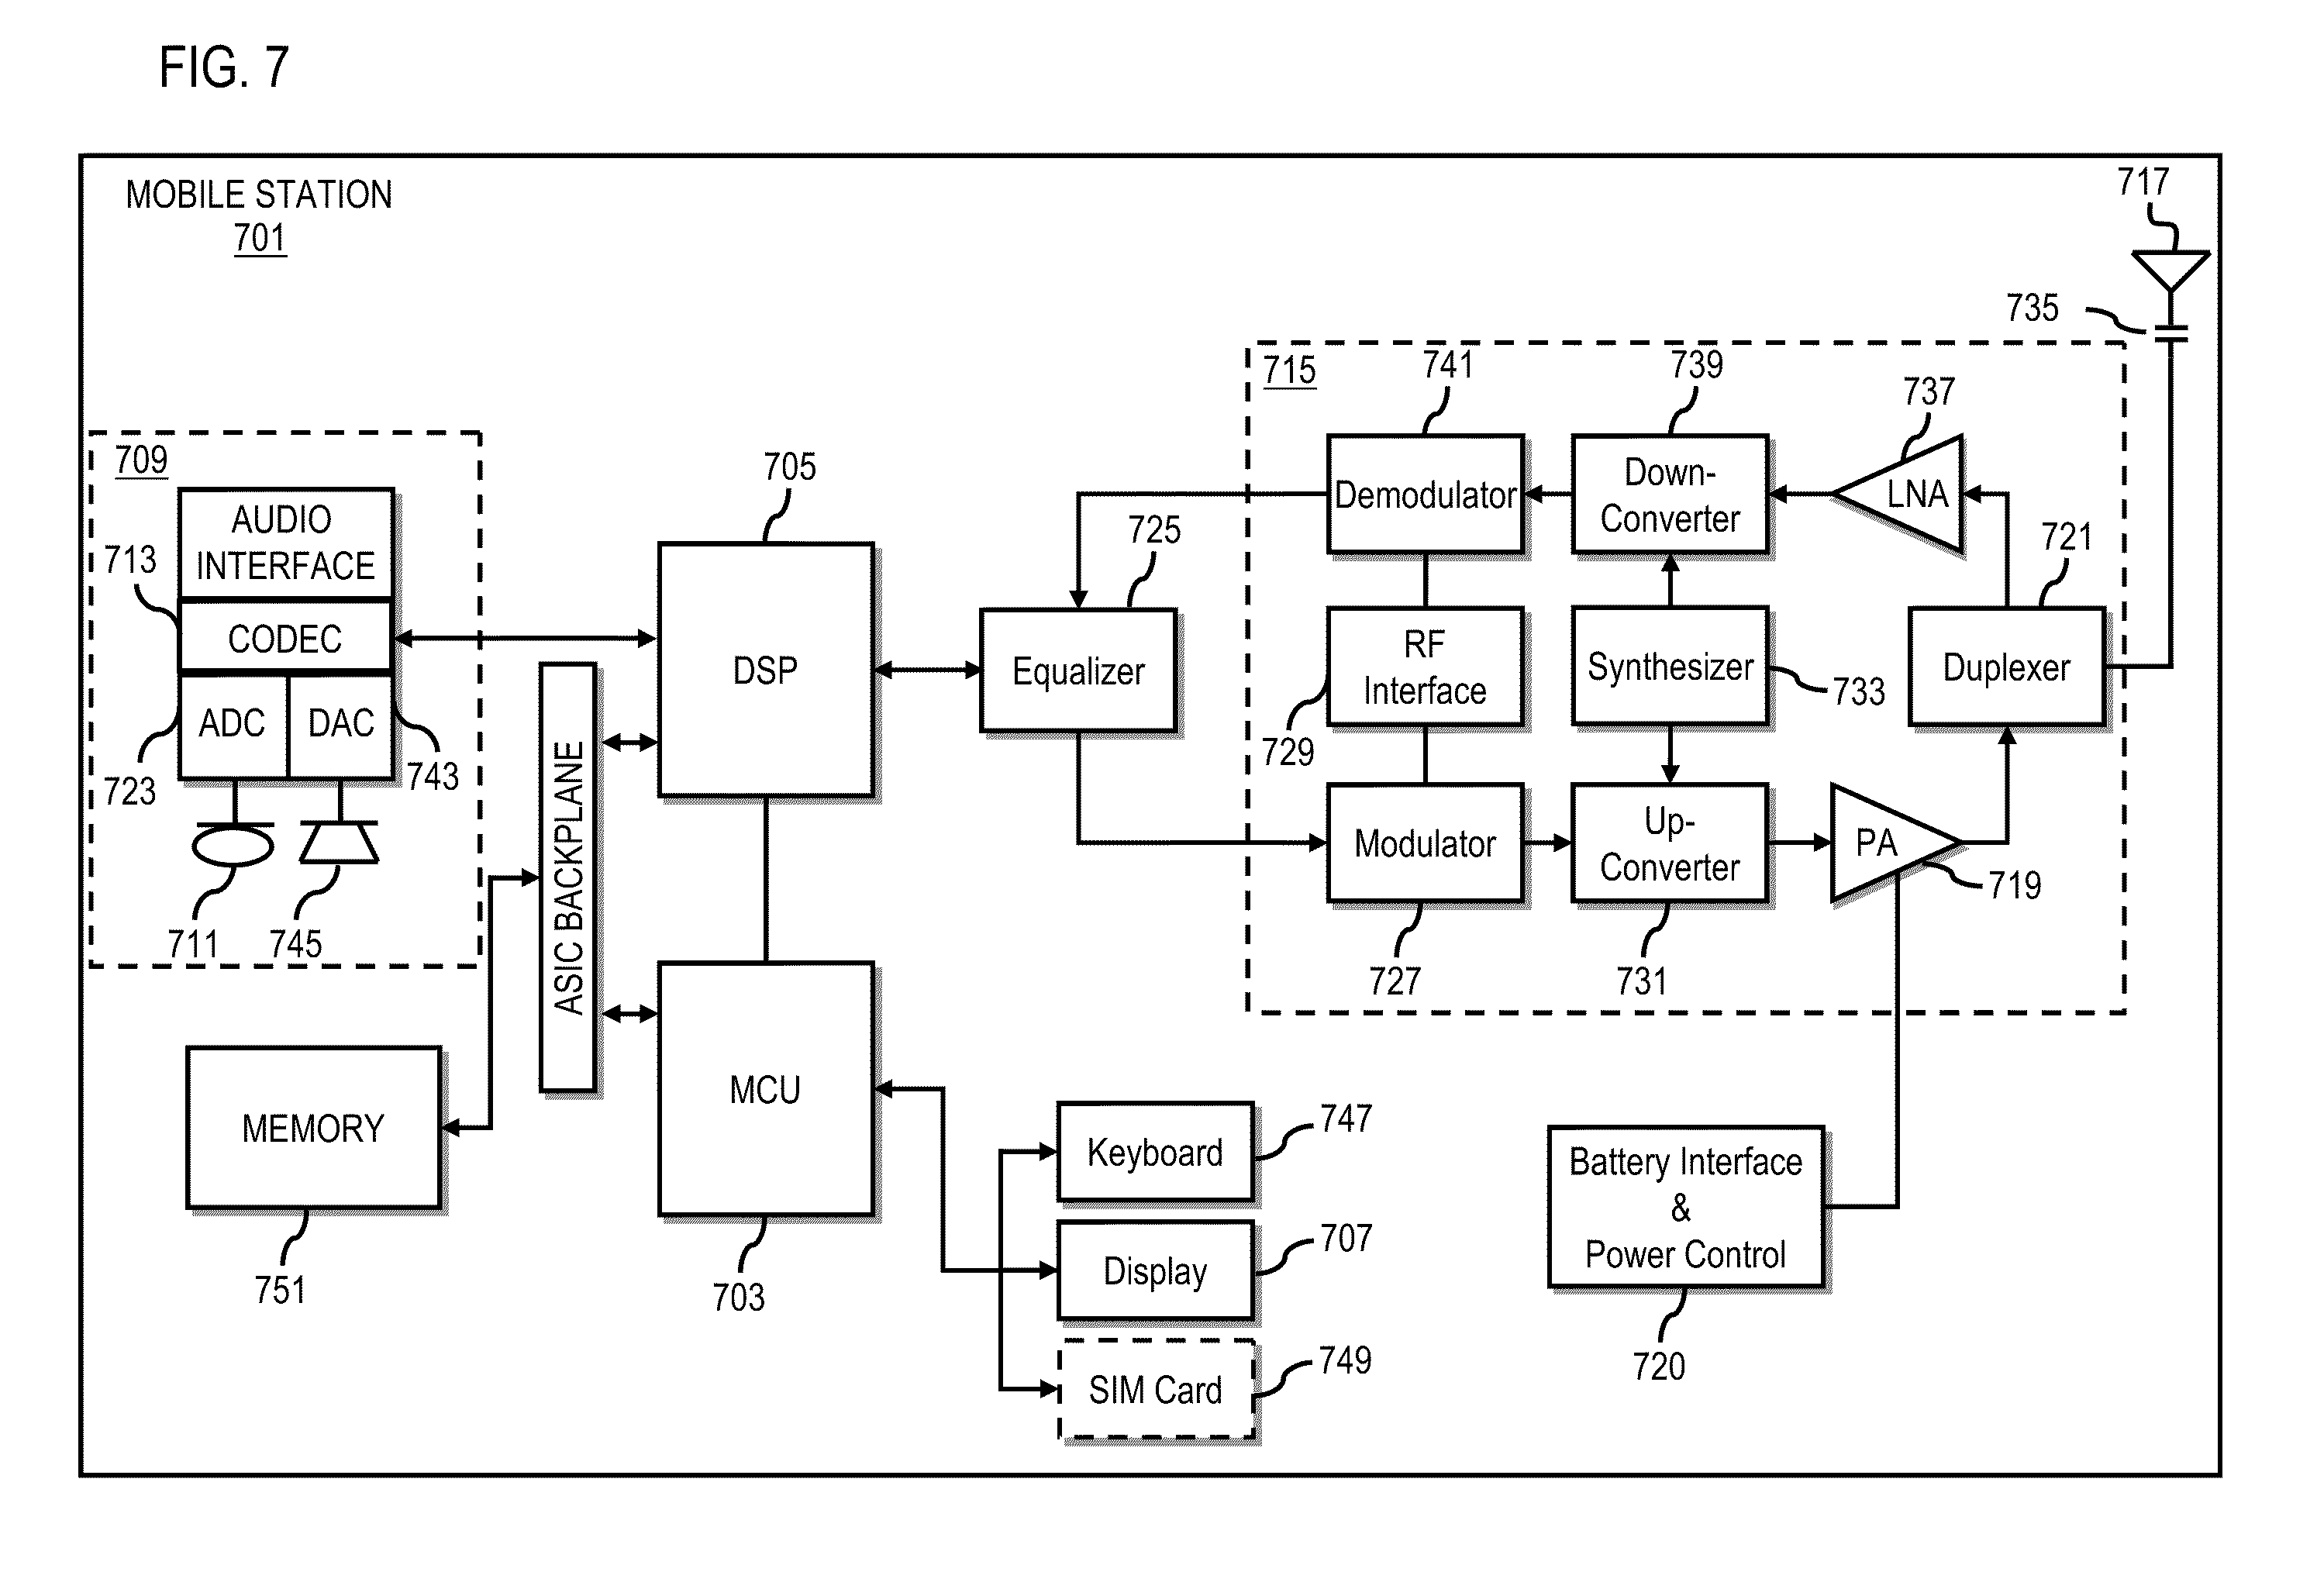 FIG. 7
MOBILE STATION
701
717
735
715
741
739
737
709
AUDIO
INTERFACE
713
CODEC
ADC
DAC
723
743
711
745
705
DSP
725
Equalizer
Demodulator
Down-
Converter
LNA
721
RF
Interface
729
Synthesizer
733
Duplexer
Modulator
Up-
Converter
PA
719
727
731
ASIC BACKPLANE
MEMORY
751
MCU
703
Keyboard
747
Display
707
SIM Card
749
Battery Interface
&
Power Control
720